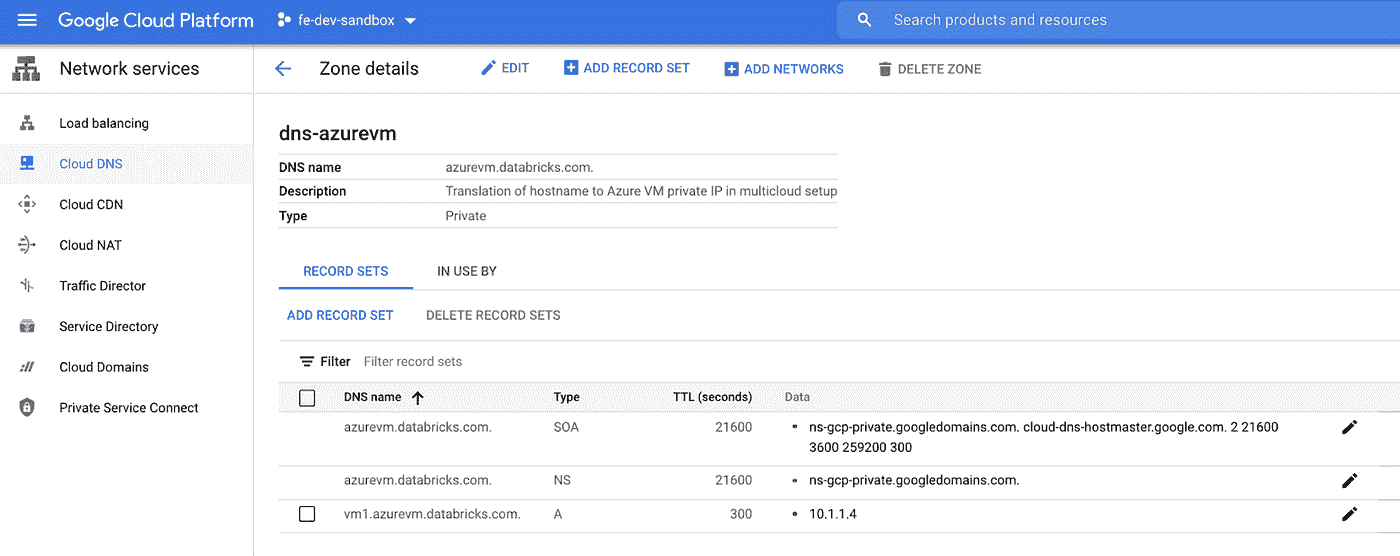 Google Cloud Platform fe-dev-sandbox Search products and resources
Network services Zone details EDIT ADD RECORD SET ADD NETWORKS DELETE ZONE
Load balancing
Cloud DNS
Cloud CDN
Cloud NAT
Traffic Director
Service Directory
Cloud Domains
Private Service Connect
dns-azurevm
DNS name azurevm.databricks.com.
Description Translation of hostname to Azure VM private IP in multicloud setup
Type Private
RECORD SETS IN USE BY
ADD RECORD SET DELETE RECORD SETS
Filter Filter record sets
DNS name Type TTL (seconds) Data
azurevm.databricks.com. SOA 21600 ns-gcp-private.googledomains.com. cloud-dns-hostmaster.google.com. 2 21600
3600 259200 300
azurevm.databricks.com. NS 21600 ns-gcp-private.googledomains.com.
vm1.azurevm.databricks.com. A 300 10.1.1.4